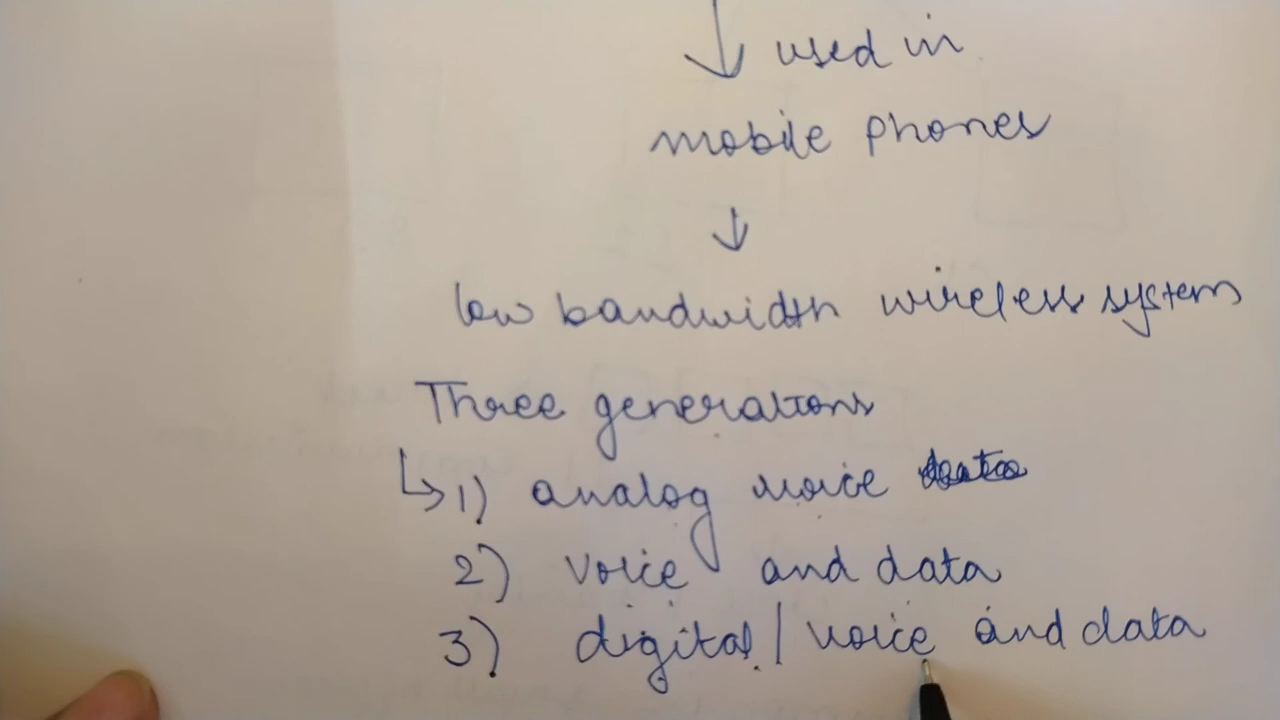 ↓ used in
mobile phones
↓
low bandwidth wireless system
Three generations
↳ 1) analog voice
2) voice and data
3) digital / voice and data